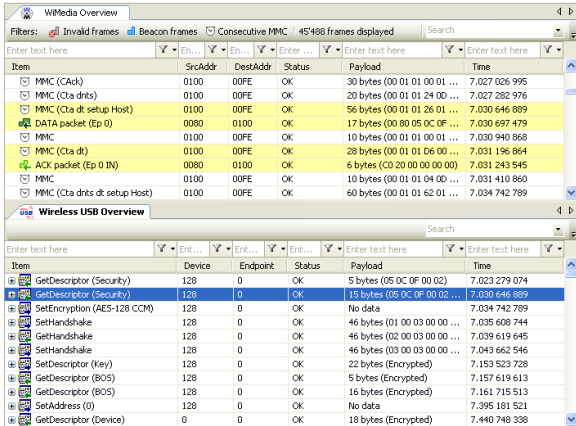 WiMedia Overview
Filters: Invalid frames Beacon frames Consecutive MMC 45'488 frames displayed Search
Enter text here En... En... Enter ... Enter text here Enter text here
Item SrcAddr DestAddr Status Payload Time
MMC (CAck) 0100 00FE OK 30 bytes (00 01 01 00 01 ... 7.027 026 995
MMC (Cta dnts) 0100 00FE OK 20 bytes (00 01 01 24 0D ... 7.027 282 976
MMC (Cta dt setup Host) 0100 00FE OK 56 bytes (00 01 01 26 01 ... 7.030 646 889
DATA packet (Ep 0) 0080 0100 OK 17 bytes (00 80 05 0C 0F ... 7.030 697 479
MMC 0100 00FE OK 10 bytes (00 01 01 00 01 ... 7.030 940 868
MMC (Cta dt) 0100 00FE OK 28 bytes (00 01 01 D6 00 ... 7.031 196 864
ACK packet (Ep 0 IN) 0080 0100 OK 6 bytes (C0 20 00 00 00 00) 7.031 243 545
MMC 0100 00FE OK 10 bytes (00 01 01 04 0D ... 7.031 410 860
MMC (Cta dnts dt setup Host) 0100 00FE OK 60 bytes (00 01 01 62 01 ... 7.034 742 789
Wireless USB Overview
Search
Enter text here Ent... Ent... Ent... Enter text here Enter text here
Item Device Endpoint Status Payload Time
GetDescriptor (Security) 128 0 OK 5 bytes (05 0C 0F 00 02) 7.023 279 074
GetDescriptor (Security) 128 0 OK 15 bytes (05 0C 0F 00 02 ... 7.030 646 889
SetEncryption (AES-128 CCM) 128 0 OK No data 7.034 742 789
SetHandshake 128 0 OK 46 bytes (01 00 03 00 00 ... 7.035 608 744
GetHandshake 128 0 OK 46 bytes (02 00 03 00 00 ... 7.039 619 645
SetHandshake 128 0 OK 46 bytes (03 00 03 00 00 ... 7.043 662 546
SetDescriptor (Key) 128 0 OK 22 bytes (Encrypted) 7.153 523 728
GetDescriptor (BOS) 128 0 OK 5 bytes (Encrypted) 7.157 619 613
GetDescriptor (BOS) 128 0 OK 16 bytes (Encrypted) 7.161 715 513
SetAddress (0) 128 0 OK No data 7.395 181 521
GetDescriptor (Device) 0 0 OK 18 bytes (Encrypted) 7.440 748 338